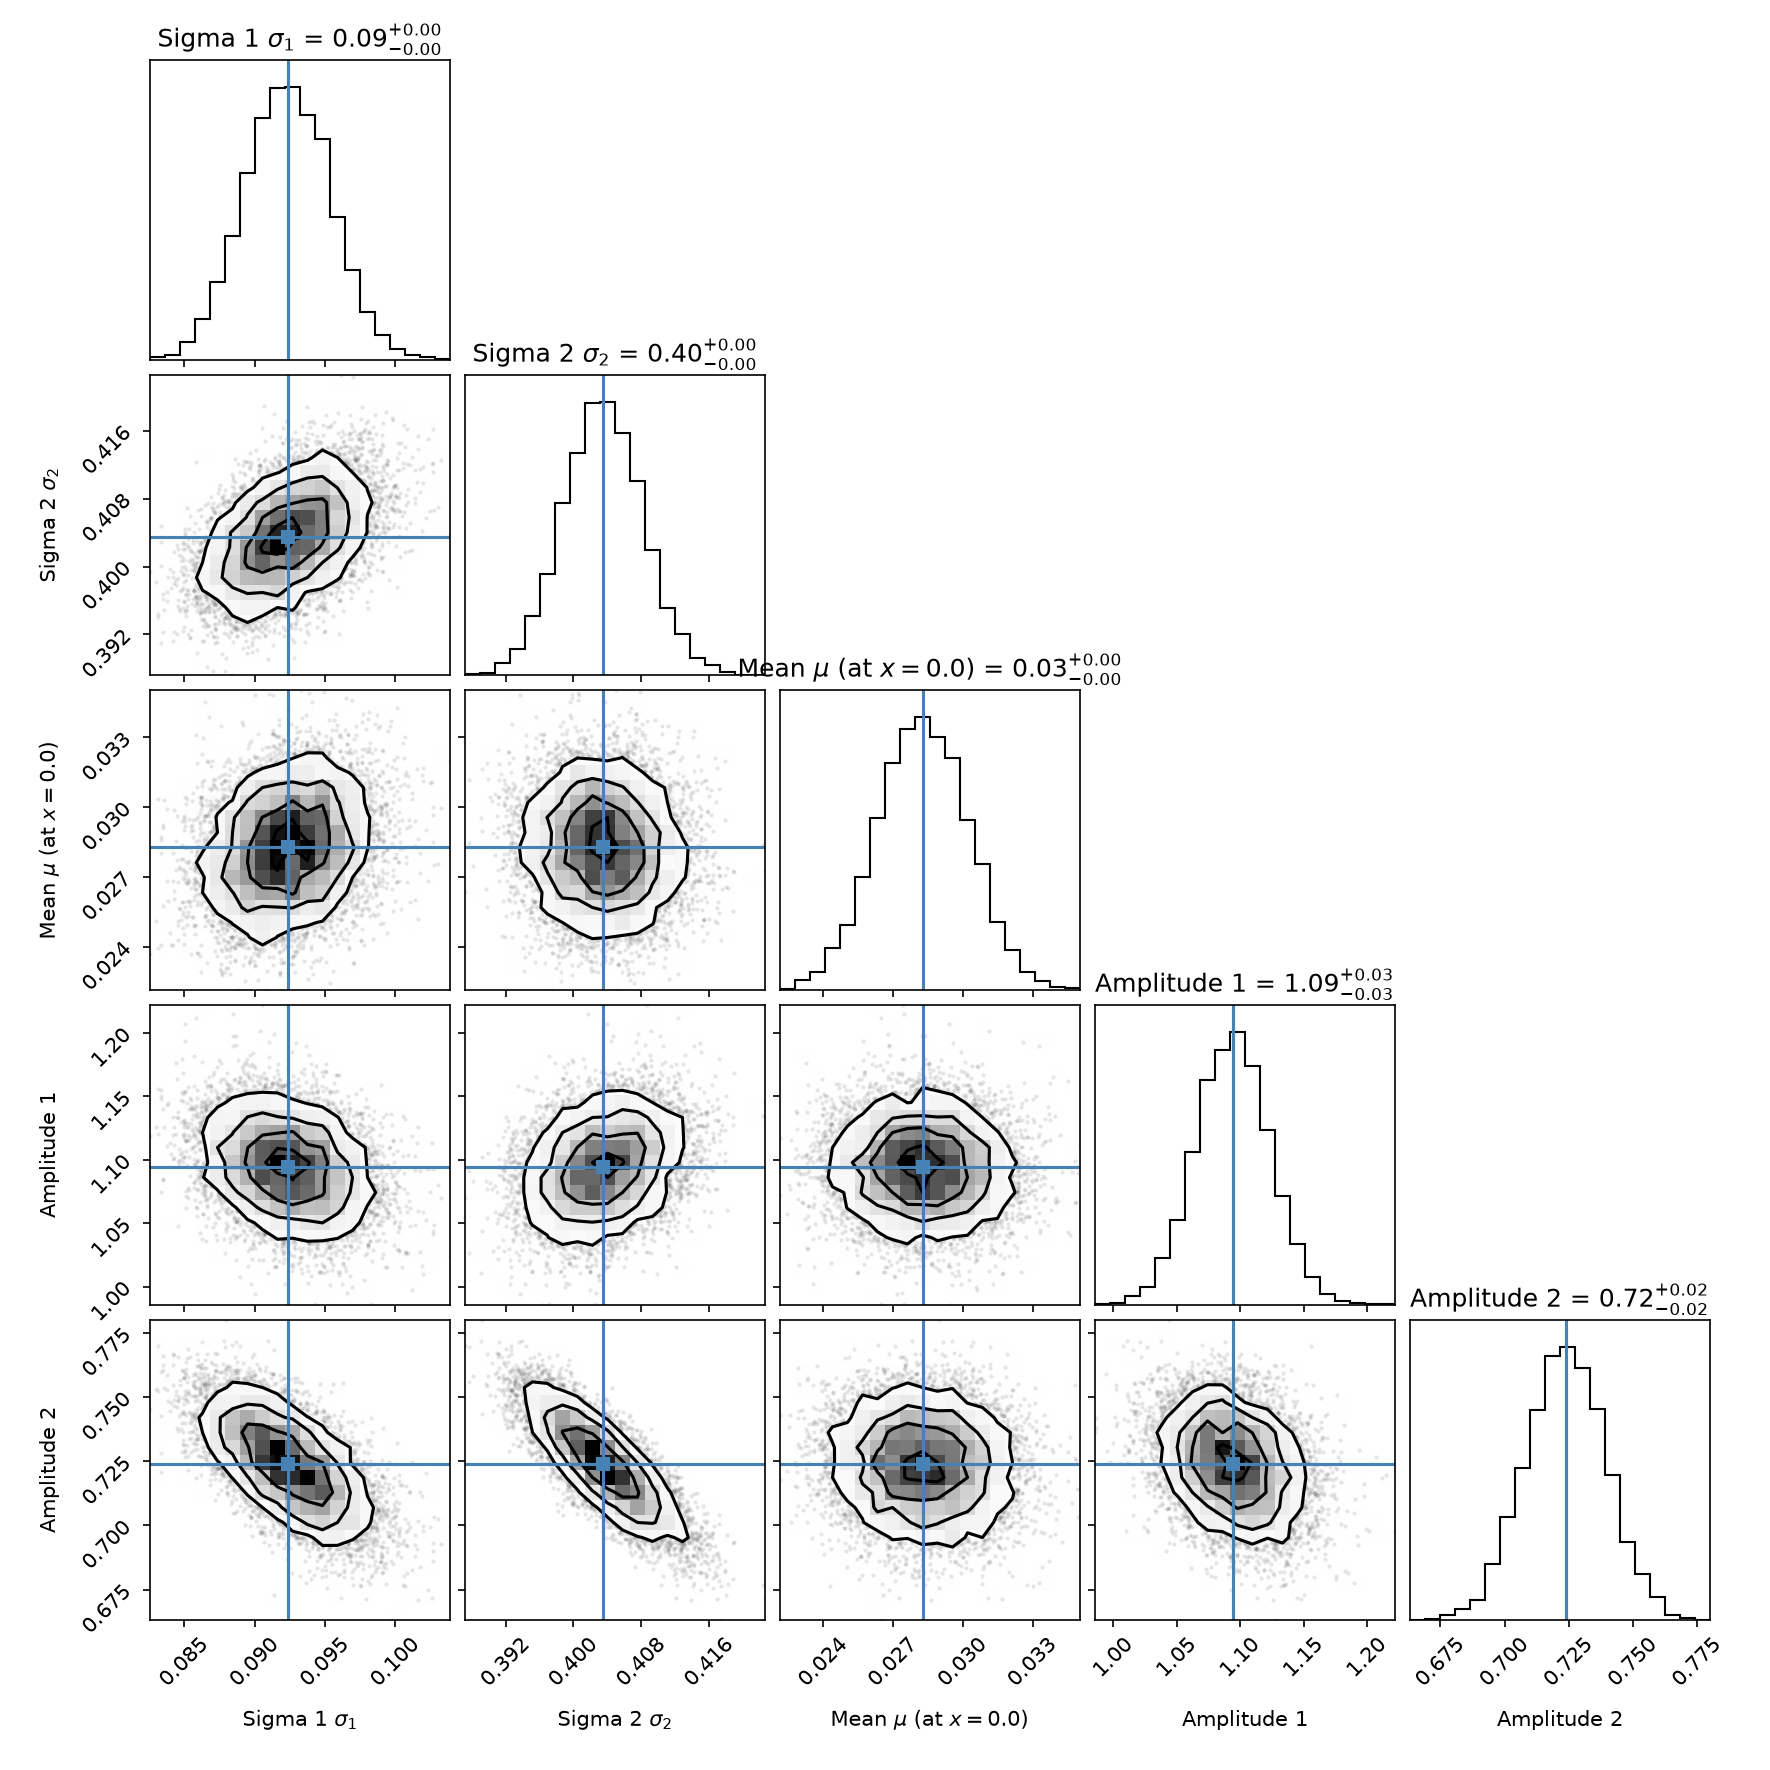 Sigma 1 σ₁ = 0.09+0.00−0.00
Sigma 2 σ₂ = 0.40+0.00−0.00
0.416
0.408
0.400
0.392
Sigma 2 σ₂
Mean μ (at x = 0.0) = 0.03+0.00−0.00
0.033
0.030
0.027
0.024
Mean μ (at x = 0.0)
Amplitude 1 = 1.09+0.03−0.03
1.20
1.15
1.10
1.05
1.00
Amplitude 1
Amplitude 2 = 0.72+0.02−0.02
0.775
0.750
0.725
0.700
0.675
Amplitude 2
0.085 0.090 0.095 0.100 0.392 0.400 0.408 0.416 0.024 0.027 0.030 0.033 1.00 1.05 1.10 1.15 1.20 0.675 0.700 0.725 0.750 0.775
Sigma 1 σ₁ Sigma 2 σ₂ Mean μ (at x = 0.0) Amplitude 1 Amplitude 2